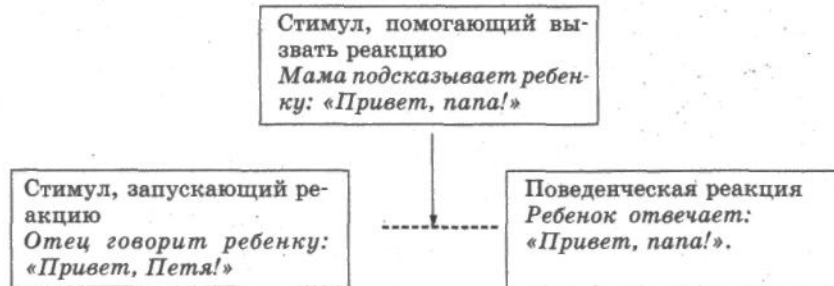 Стимул, помогающий вы-
звать реакцию
Мама подсказывает ребен-
ку: «Привет, папа!»
Стимул, запускающий ре-
акцию
Отец говорит ребенку:
«Привет, Петя!»
Поведенческая реакция
Ребенок отвечает:
«Привет, папа!».